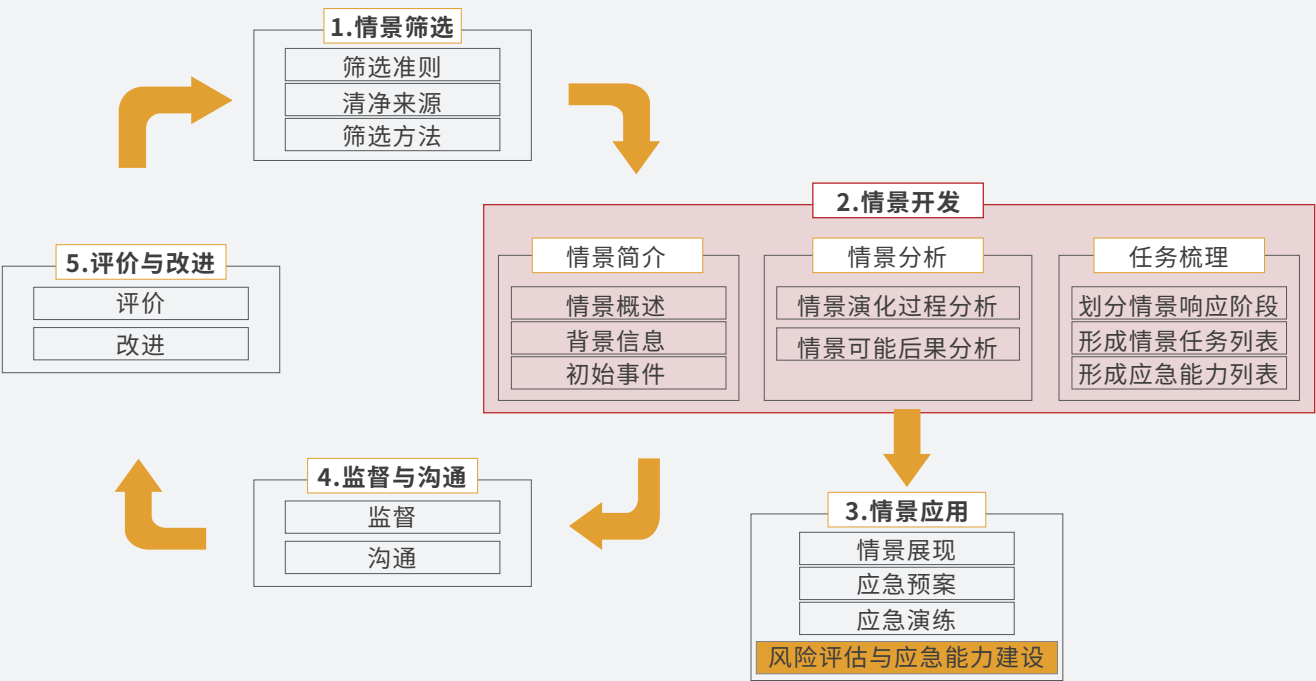 1.情景筛选
筛选准则
清净来源
筛选方法
2.情景开发
情景简介
情景概述
背景信息
初始事件
情景分析
情景演化过程分析
情景可能后果分析
任务梳理
划分情景响应阶段
形成情景任务列表
形成应急能力列表
3.情景应用
情景展现
应急预案
应急演练
风险评估与应急能力建设
4.监督与沟通
监督
沟通
5.评价与改进
评价
改进